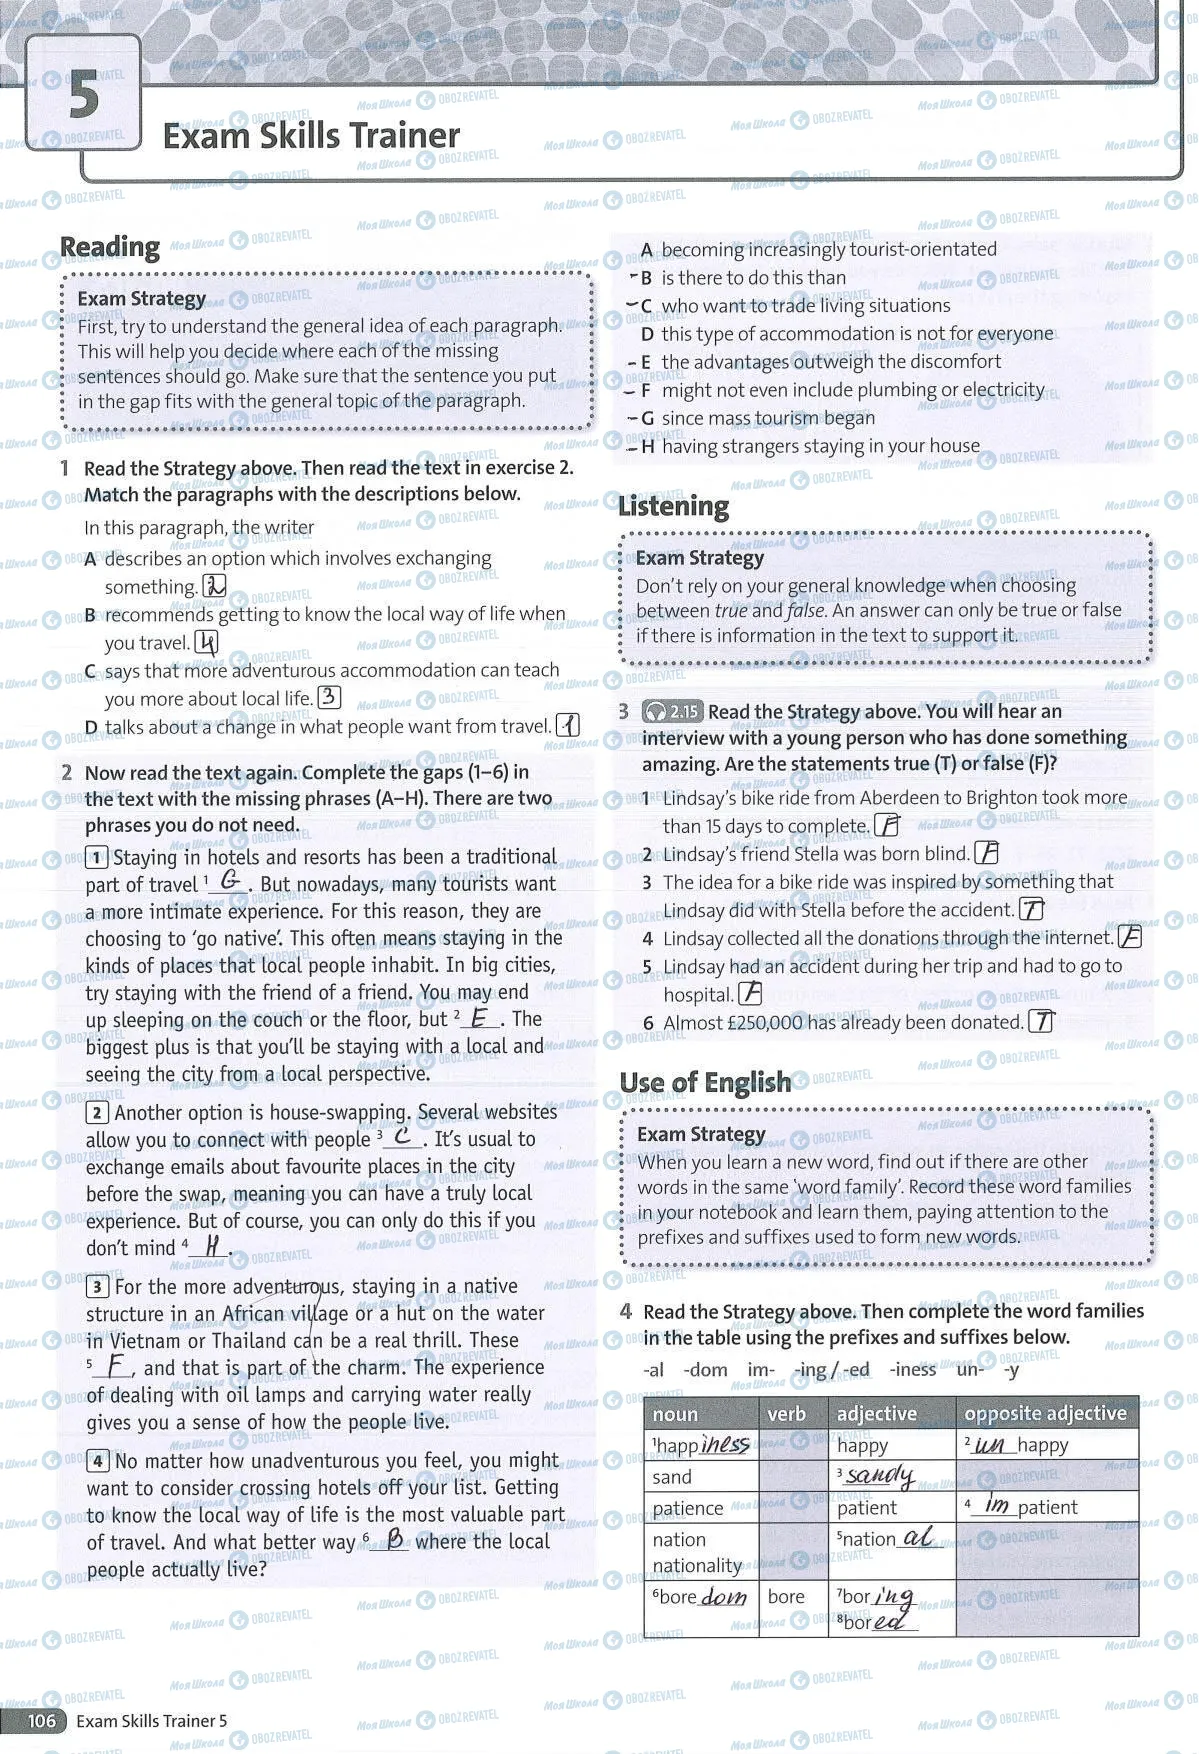 5
Exam Skills Trainer
Reading
Exam Strategy
First, try to understand the general idea of each paragraph.
This will help you decide where each of the missing
sentences should go. Make sure that the sentence you put
in the gap fits with the general topic of the paragraph.
1 Read the Strategy above. Then read the text in exercise 2.
Match the paragraphs with the descriptions below.
In this paragraph, the writer
A describes an option which involves exchanging
something. 2
B recommends getting to know the local way of life when
you travel. 4
C says that more adventurous accommodation can teach
you more about local life. 3
D talks about a change in what people want from travel. 1
2 Now read the text again. Complete the gaps (1–6) in
the text with the missing phrases (A–H). There are two
phrases you do not need.
1 Staying in hotels and resorts has been a traditional
part of travel 1 G. But nowadays, many tourists want
a more intimate experience. For this reason, they are
choosing to ‘go native’. This often means staying in the
kinds of places that local people inhabit. In big cities,
try staying with the friend of a friend. You may end
up sleeping on the couch or the floor, but 2 E. The
biggest plus is that you’ll be staying with a local and
seeing the city from a local perspective.
2 Another option is house-swapping. Several websites
allow you to connect with people 3 C. It’s usual to
exchange emails about favourite places in the city
before the swap, meaning you can have a truly local
experience. But of course, you can only do this if you
don’t mind 4 H.
3 For the more adventurous, staying in a native
structure in an African village or a hut on the water
in Vietnam or Thailand can be a real thrill. These
5 F, and that is part of the charm. The experience
of dealing with oil lamps and carrying water really
gives you a sense of how the people live.
4 No matter how unadventurous you feel, you might
want to consider crossing hotels off your list. Getting
to know the local way of life is the most valuable part
of travel. And what better way 6 B where the local
people actually live?
A becoming increasingly tourist-orientated
- B is there to do this than
- C who want to trade living situations
D this type of accommodation is not for everyone
- E the advantages outweigh the discomfort
- F might not even include plumbing or electricity
- G since mass tourism began
- H having strangers staying in your house
Listening
Exam Strategy
Don’t rely on your general knowledge when choosing
between true and false. An answer can only be true or false
if there is information in the text to support it.
3 2.15 Read the Strategy above. You will hear an
interview with a young person who has done something
amazing. Are the statements true (T) or false (F)?
1 Lindsay’s bike ride from Aberdeen to Brighton took more
than 15 days to complete. F
2 Lindsay’s friend Stella was born blind. F
3 The idea for a bike ride was inspired by something that
Lindsay did with Stella before the accident. T
4 Lindsay collected all the donations through the internet. F
5 Lindsay had an accident during her trip and had to go to
hospital. F
6 Almost £250,000 has already been donated. T
Use of English
Exam Strategy
When you learn a new word, find out if there are other
words in the same ‘word family’. Record these word families
in your notebook and learn them, paying attention to the
prefixes and suffixes used to form new words.
4 Read the Strategy above. Then complete the word families
in the table using the prefixes and suffixes below.
-al -dom im- -ing / -ed -iness un- -y
noun verb adjective opposite adjective
1 happiness happy 2 unhappy
sand 3 sandy
patience patient 4 impatient
nation 5 national
nationality
6 boredom bore 7 boring
8 bored
106 Exam Skills Trainer 5
Моя Школа OBOZREVATEL